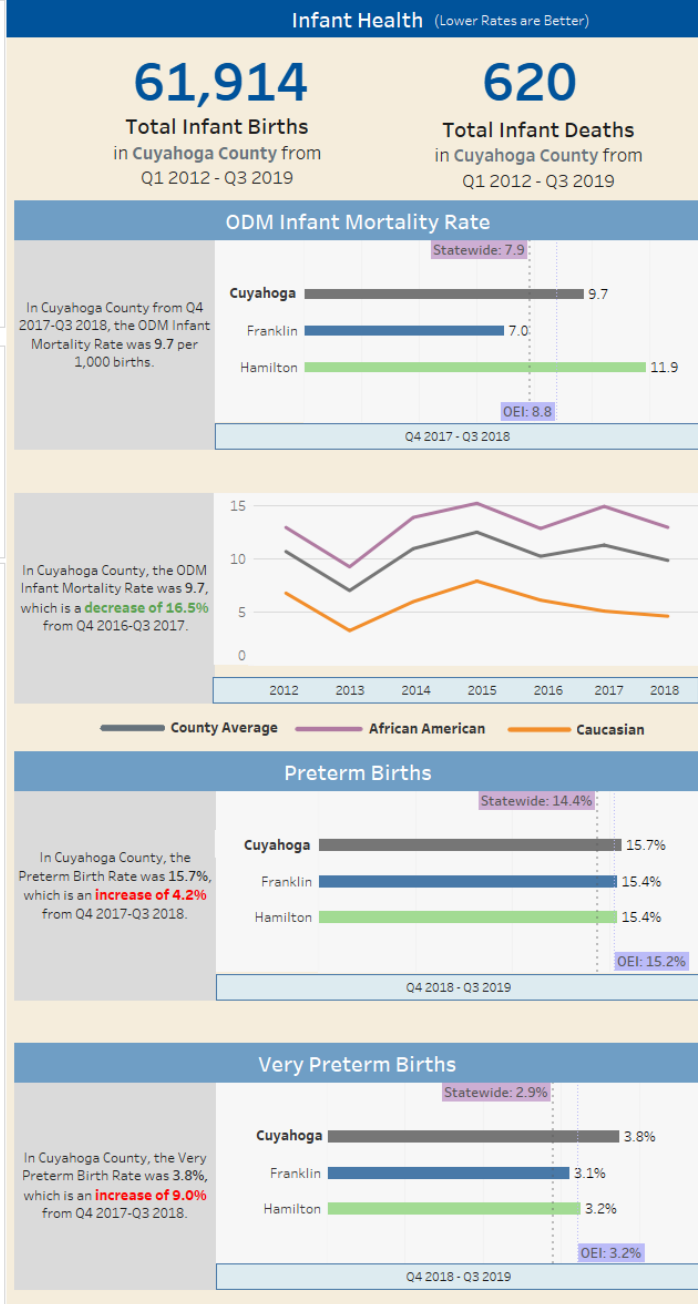 Infant Health (Lower Rates are Better)
61,914
Total Infant Births
in Cuyahoga County from
Q1 2012 - Q3 2019
620
Total Infant Deaths
in Cuyahoga County from
Q1 2012 - Q3 2019
ODM Infant Mortality Rate
In Cuyahoga County from Q4
2017-Q3 2018, the ODM Infant
Mortality Rate was 9.7 per
1,000 births.
Statewide: 7.9
Cuyahoga 9.7
Franklin 7.0
Hamilton 11.9
OEI: 8.8
Q4 2017 - Q3 2018
In Cuyahoga County, the ODM
Infant Mortality Rate was 9.7,
which is a decrease of 16.5%
from Q4 2016-Q3 2017.
15
10
5
0
2012 2013 2014 2015 2016 2017 2018
County Average African American Caucasian
Preterm Births
In Cuyahoga County, the
Preterm Birth Rate was 15.7%,
which is an increase of 4.2%
from Q4 2017-Q3 2018.
Statewide: 14.4%
Cuyahoga 15.7%
Franklin 15.4%
Hamilton 15.4%
OEI: 15.2%
Q4 2018 - Q3 2019
Very Preterm Births
In Cuyahoga County, the Very
Preterm Birth Rate was 3.8%,
which is an increase of 9.0%
from Q4 2017-Q3 2018.
Statewide: 2.9%
Cuyahoga 3.8%
Franklin 3.1%
Hamilton 3.2%
OEI: 3.2%
Q4 2018 - Q3 2019